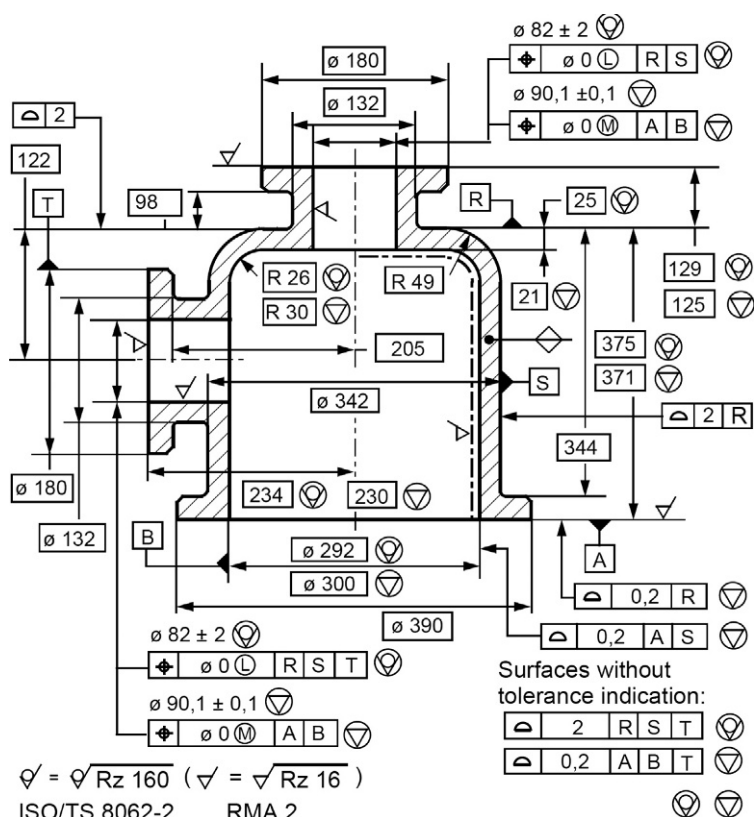 ø 82 ± 2
ø 0 Ⓛ R S
ø 180
ø 90,1 ±0,1
ø 132
ø 0 Ⓜ A B
2
122
T
98
R
25
129
125
R 26
R 49
R 30
21
205
375
371
S
ø 342
2 R
344
234
230
ø 180
B
ø 132
ø 292
A
ø 300
0,2 R
ø 390
ø 82 ± 2
0,2 A S
ø 0 Ⓛ R S T
Surfaces without
tolerance indication:
ø 90,1 ± 0,1
2 R S T
ø 0 Ⓜ A B
0,2 A B T
= √Rz 160 ( √ = √Rz 16 )
ISO/TS 8062-2 RMA 2